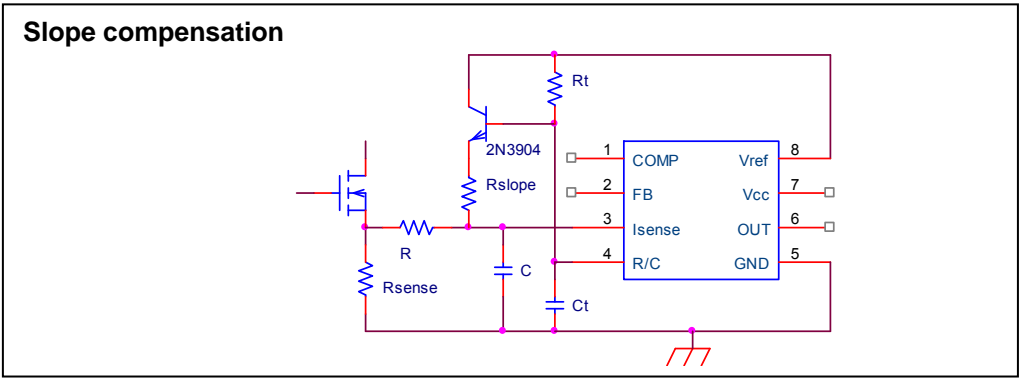 Slope compensation
Rt
2N3904
Rslope
R
Rsense
C
Ct
1 COMP Vref 8
2 FB Vcc 7
3 Isense OUT 6
4 R/C GND 5